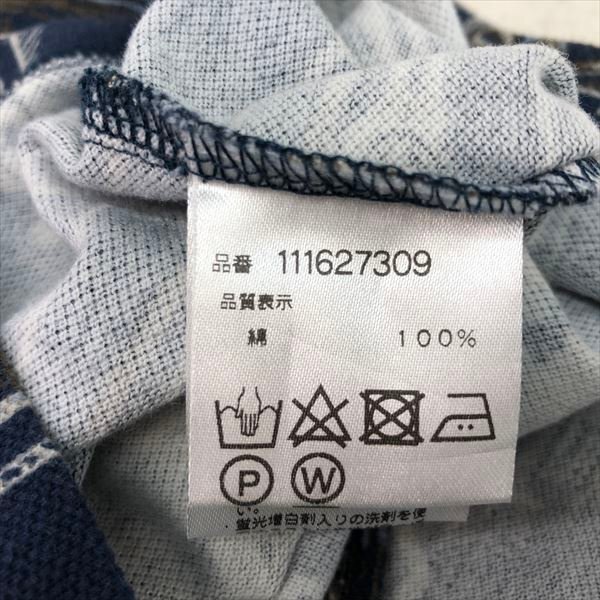 品番 111627309
品質表示
綿 100%
P W
い。
蛍光増白剤入りの洗剤を使